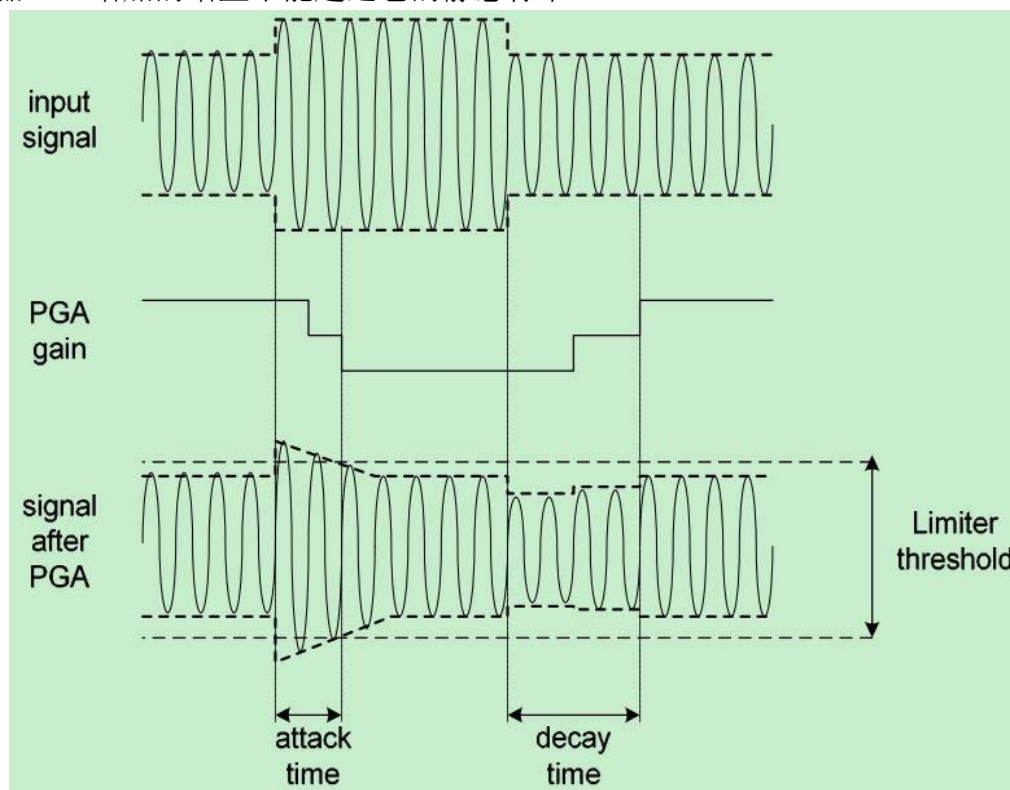 input
signal
PGA
gain
signal
after
PGA
Limiter
threshold
attack
time
decay
time